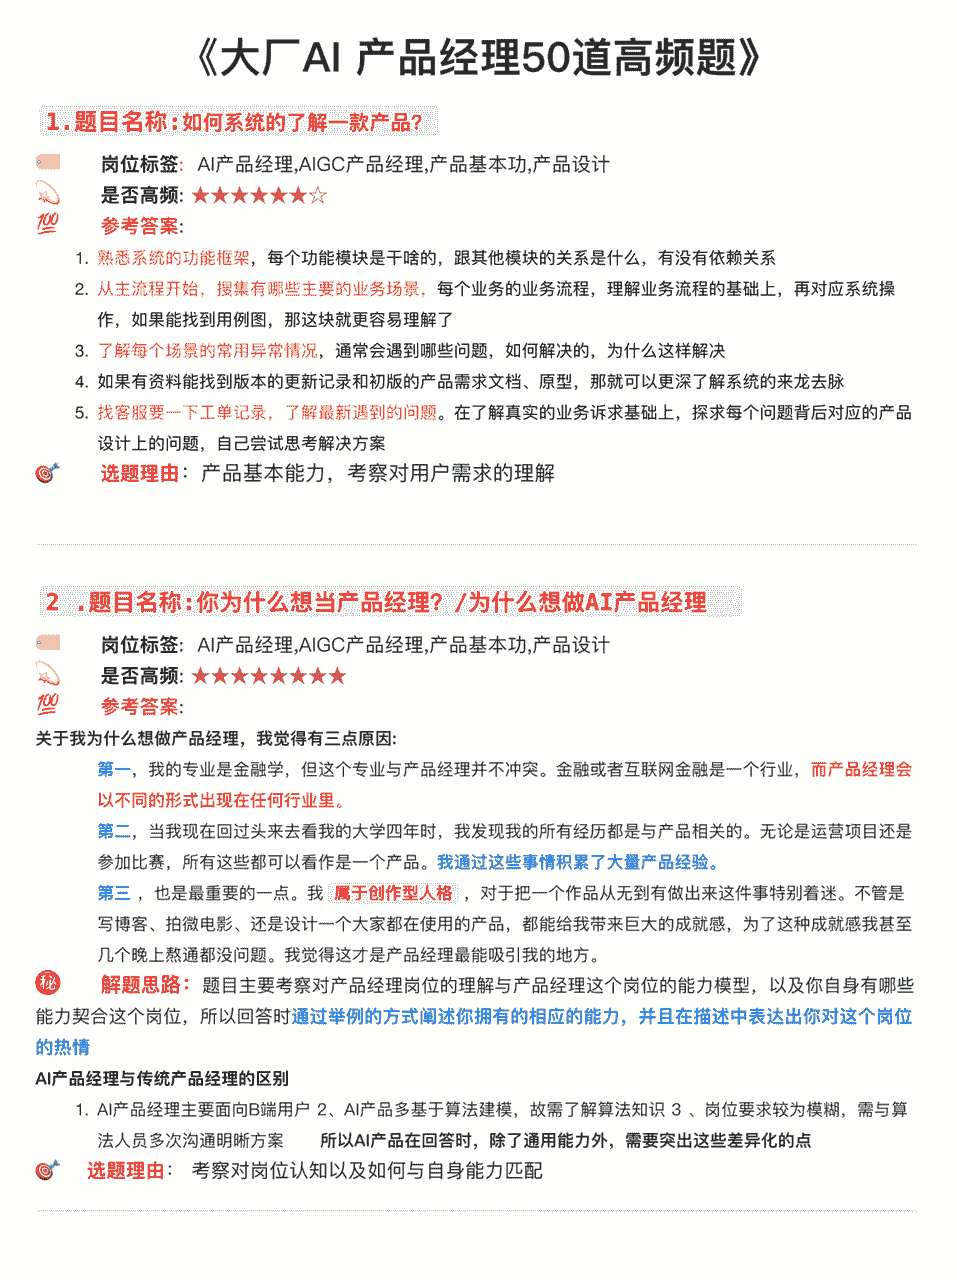 《大厂AI 产品经理50道高频题》
1.题目名称:如何系统的了解一款产品?
岗位标签: AI产品经理,AIGC产品经理,产品基本功,产品设计
是否高频: ★★★★★★☆
参考答案:
1. 熟悉系统的功能框架，每个功能模块是干啥的，跟其他模块的关系是什么，有没有依赖关系
2. 从主流程开始，搜集有哪些主要的业务场景，每个业务的业务流程，理解业务流程的基础上，再对应系统操
作，如果能找到用例图，那这块就更容易理解了
3. 了解每个场景的常用异常情况，通常会遇到哪些问题，如何解决的，为什么这样解决
4. 如果有资料能找到版本的更新记录和初版的产品需求文档、原型，那就可以更深了解系统的来龙去脉
5. 找客服要一下工单记录，了解最新遇到的问题。在了解真实的业务诉求基础上，探求每个问题背后对应的产品
设计上的问题，自己尝试思考解决方案
选题理由：产品基本能力，考察对用户需求的理解
2 .题目名称:你为什么想当产品经理？/为什么想做AI产品经理
岗位标签: AI产品经理,AIGC产品经理,产品基本功,产品设计
是否高频: ★★★★★★★★
参考答案:
关于我为什么想做产品经理，我觉得有三点原因:
第一，我的专业是金融学，但这个专业与产品经理并不冲突。金融或者互联网金融是一个行业，而产品经理会
以不同的形式出现在任何行业里。
第二，当我现在回过头来去看我的大学四年时，我发现我的所有经历都是与产品相关的。无论是运营项目还是
参加比赛，所有这些都可以看作是一个产品。我通过这些事情积累了大量产品经验。
第三 ，也是最重要的一点。我 属于创作型人格 ，对于把一个作品从无到有做出来这件事特别着迷。不管是
写博客、拍微电影、还是设计一个大家都在使用的产品，都能给我带来巨大的成就感，为了这种成就感我甚至
几个晚上熬通都没问题。我觉得这才是产品经理最能吸引我的地方。
㊙ 解题思路：题目主要考察对产品经理岗位的理解与产品经理这个岗位的能力模型，以及你自身有哪些
能力契合这个岗位，所以回答时通过举例的方式阐述你拥有的相应的能力，并且在描述中表达出你对这个岗位
的热情
AI产品经理与传统产品经理的区别
1. AI产品经理主要面向B端用户 2、AI产品多基于算法建模，故需了解算法知识 3 、岗位要求较为模糊，需与算
法人员多次沟通明晰方案 所以AI产品在回答时，除了通用能力外，需要突出这些差异化的点
选题理由： 考察对岗位认知以及如何与自身能力匹配